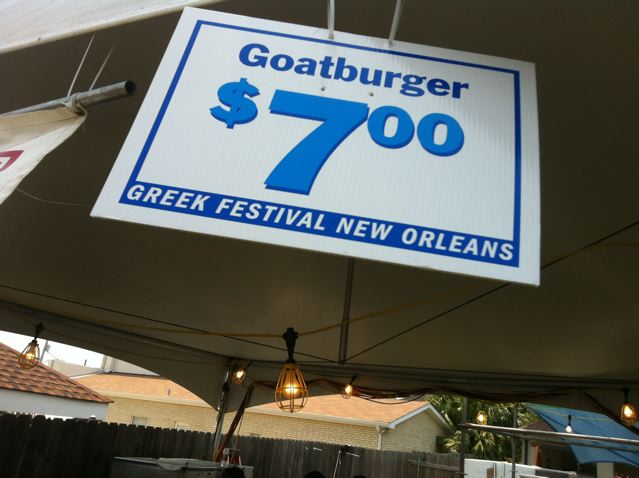 Goatburger
$7.00
GREEK FESTIVAL NEW ORLEANS